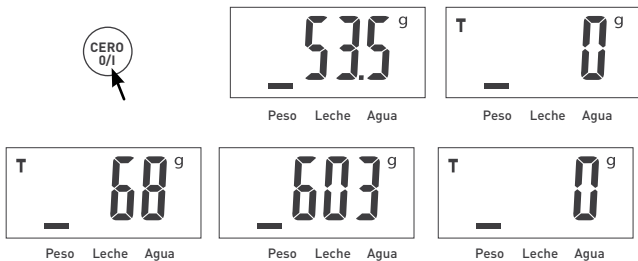 CERO
0/I
53.5 g
T 0 g
Peso Leche Agua
Peso Leche Agua
T 68 g
603 g
T 0 g
Peso Leche Agua
Peso Leche Agua
Peso Leche Agua